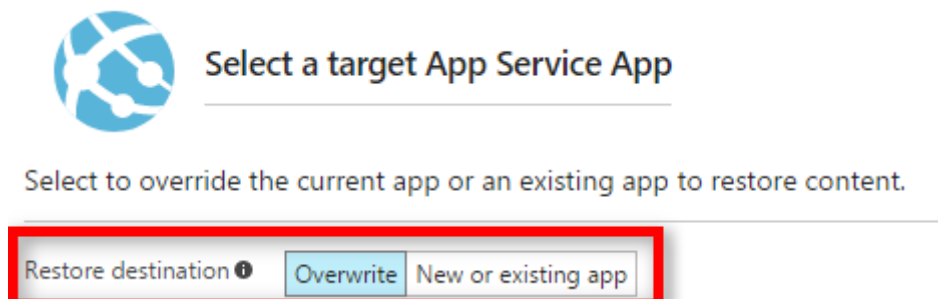 Select a target App Service App
Select to override the current app or an existing app to restore content.
Restore destination Overwrite New or existing app